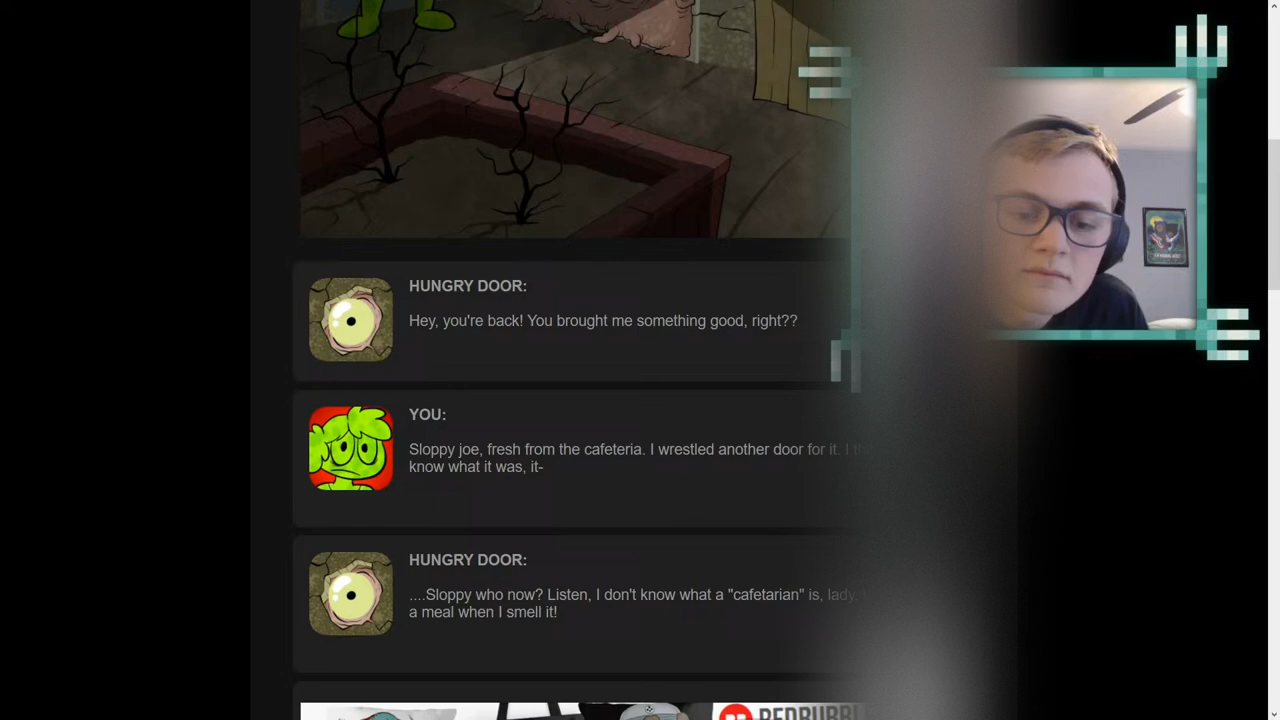 HUNGRY DOOR:
Hey, you're back! You brought me something good, right??
YOU:
Sloppy joe, fresh from the cafeteria. I wrestled another door for it. I
know what it was, it-
HUNGRY DOOR:
....Sloppy who now? Listen, I don't know what a "cafetarian" is, lady,
a meal when I smell it!